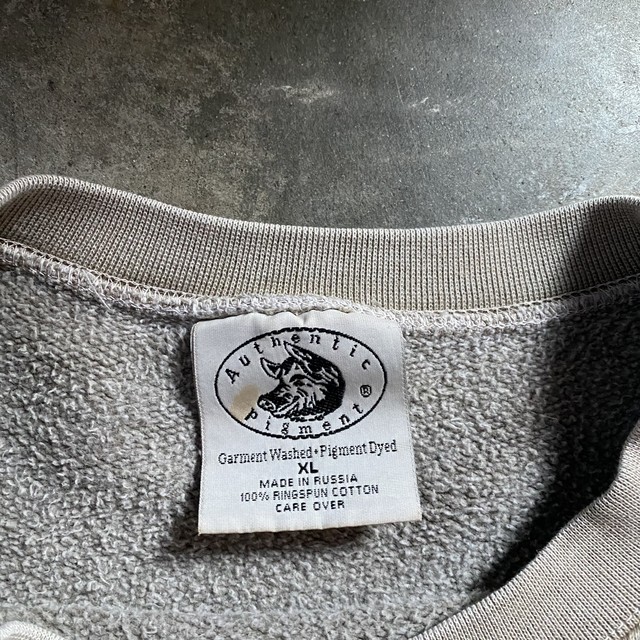 Authentic
Pigment ®
Garment Washed • Pigment Dyed
XL
MADE IN RUSSIA
100% RINGSPUN COTTON
CARE OVER